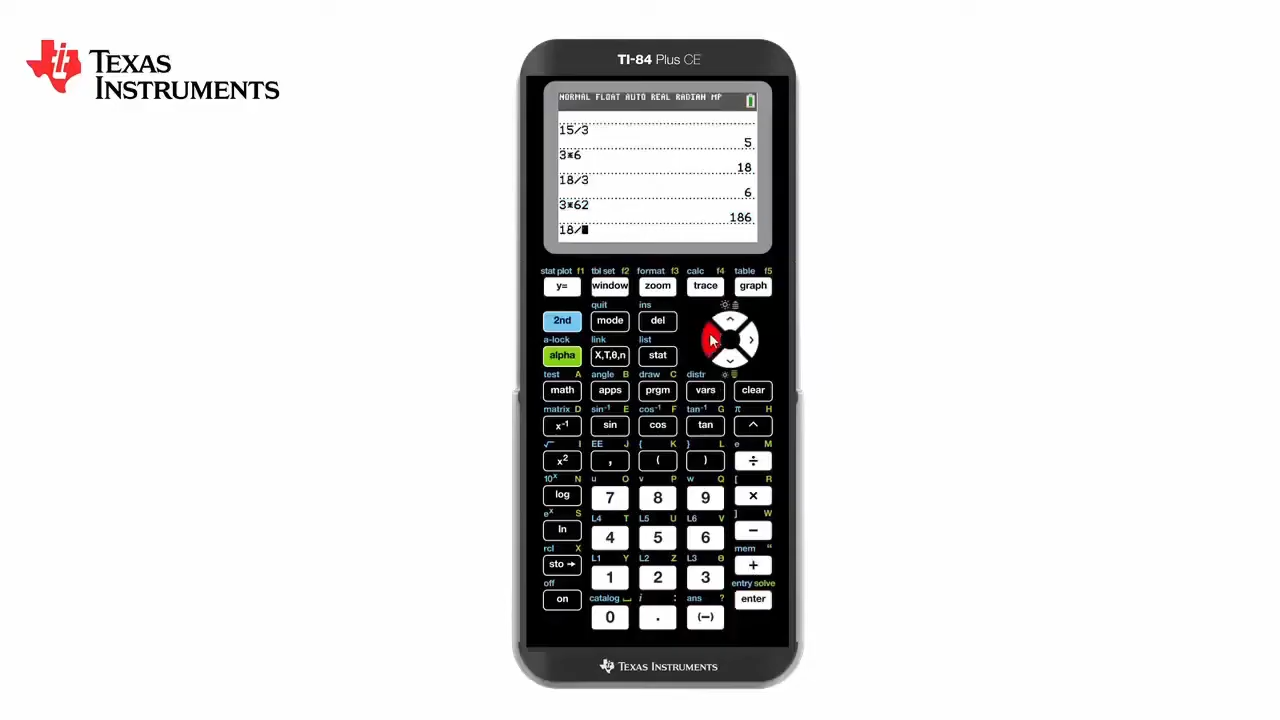 TEXAS
INSTRUMENTS
TI-84 Plus CE
NORMAL FLOAT AUTO REAL RADIAN MP
15/3
5
3*6
18
18/3
6
3*62
186
18/
stat plot f1 tbl set f2 format f3 calc f4 table f5
y= window zoom trace graph
quit ins
2nd mode del
a-lock link list
alpha X,T,θ,n stat
test A angle B draw C distr
math apps prgm vars clear
matrix D sin⁻¹ E cos⁻¹ F tan⁻¹ G π H
x⁻¹ sin cos tan ^
√ I EE J { K } L e M
x² , ( ) ÷
10ˣ N u O v P w Q [ R
log 7 8 9 ×
eˣ S L4 T L5 U L6 V ] W
ln 4 5 6 −
rcl X L1 Y L2 Z L3 θ mem "
sto → 1 2 3 +
off catalog ⎵ i : ans ? entry solve
on 0 . (−) enter
TEXAS INSTRUMENTS